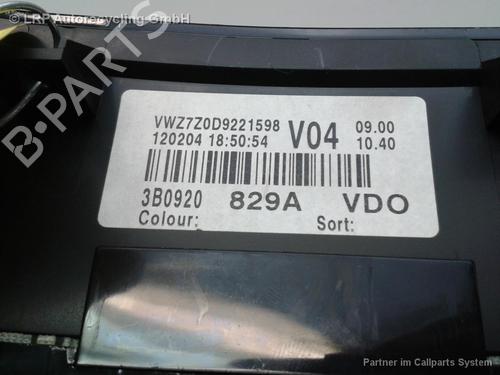 LRP Autorecycling GmbH
VWZ7Z0D9221598 V04 09.00
120204 18:50:54 10.40
3B0920 829A VDO
Colour: Sort:
Partner im Callparts System